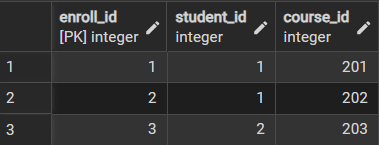 enroll_id student_id course_id
[PK] integer integer integer
1 1 1 201
2 2 1 202
3 3 2 203